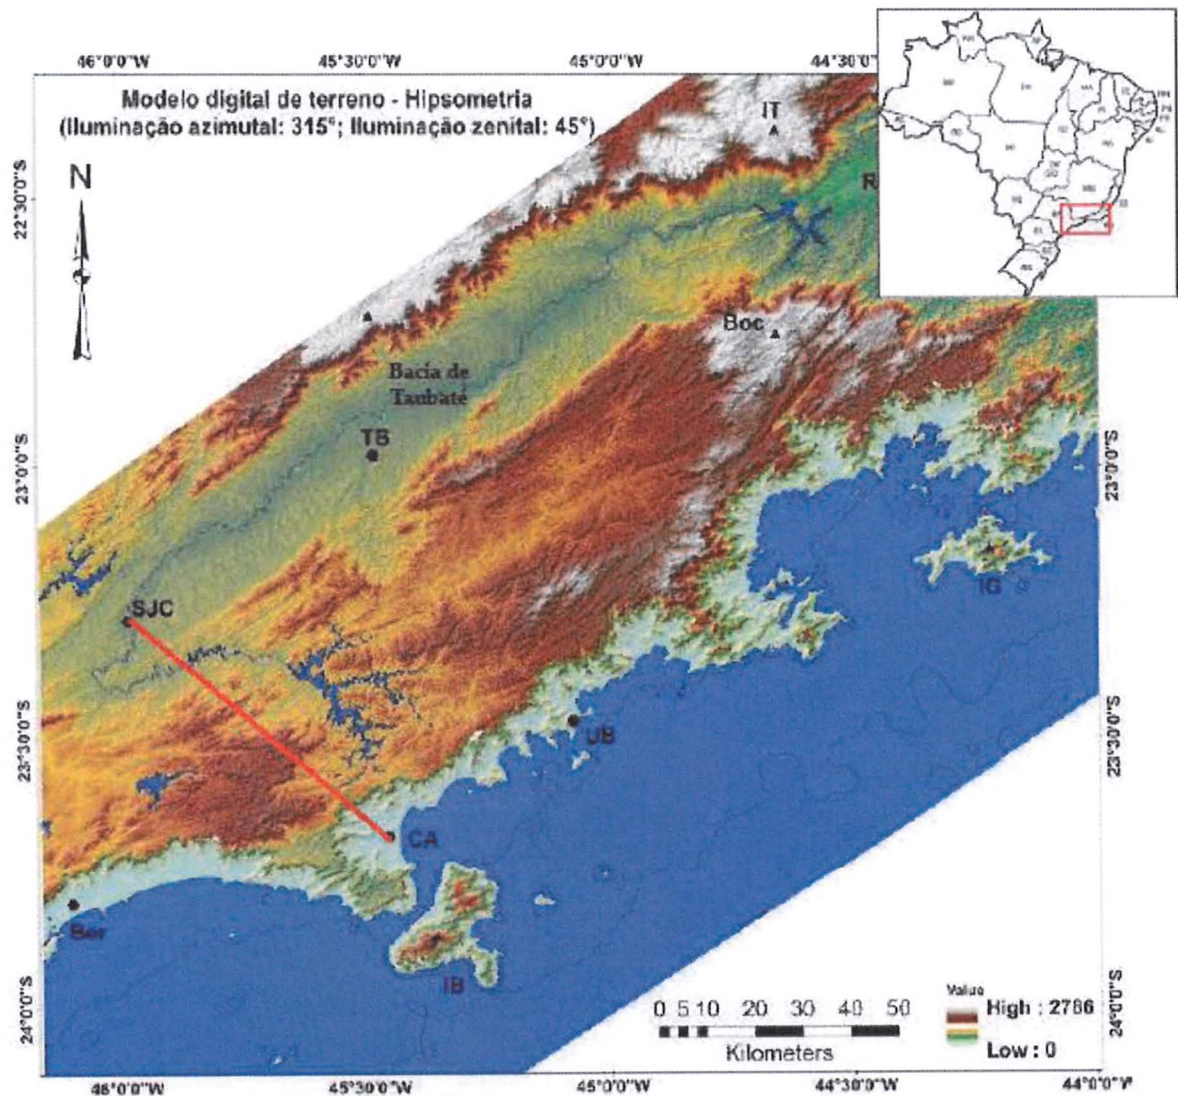 46°0'0"W
45°30'0"W
45°0'0"W
44°30'0"W
Modelo digital de terreno - Hipsometria
(Iluminação azimutal: 315°; Iluminação zenital: 45°)
N
IT
R
22°30'0"S
Boc
Bacia de
Taubaté
TB
23°0'0"S
23°0'0"S
IG
SJC
UB
23°30'0"S
23°30'0"S
CA
Ber
IB
24°0'0"S
24°0'0"S
0 5 10 20 30 40 50
Kilometers
Value
High : 2786
Low : 0
46°0'0"W
45°30'0"W
45°0'0"W
44°30'0"W
44°0'0"W